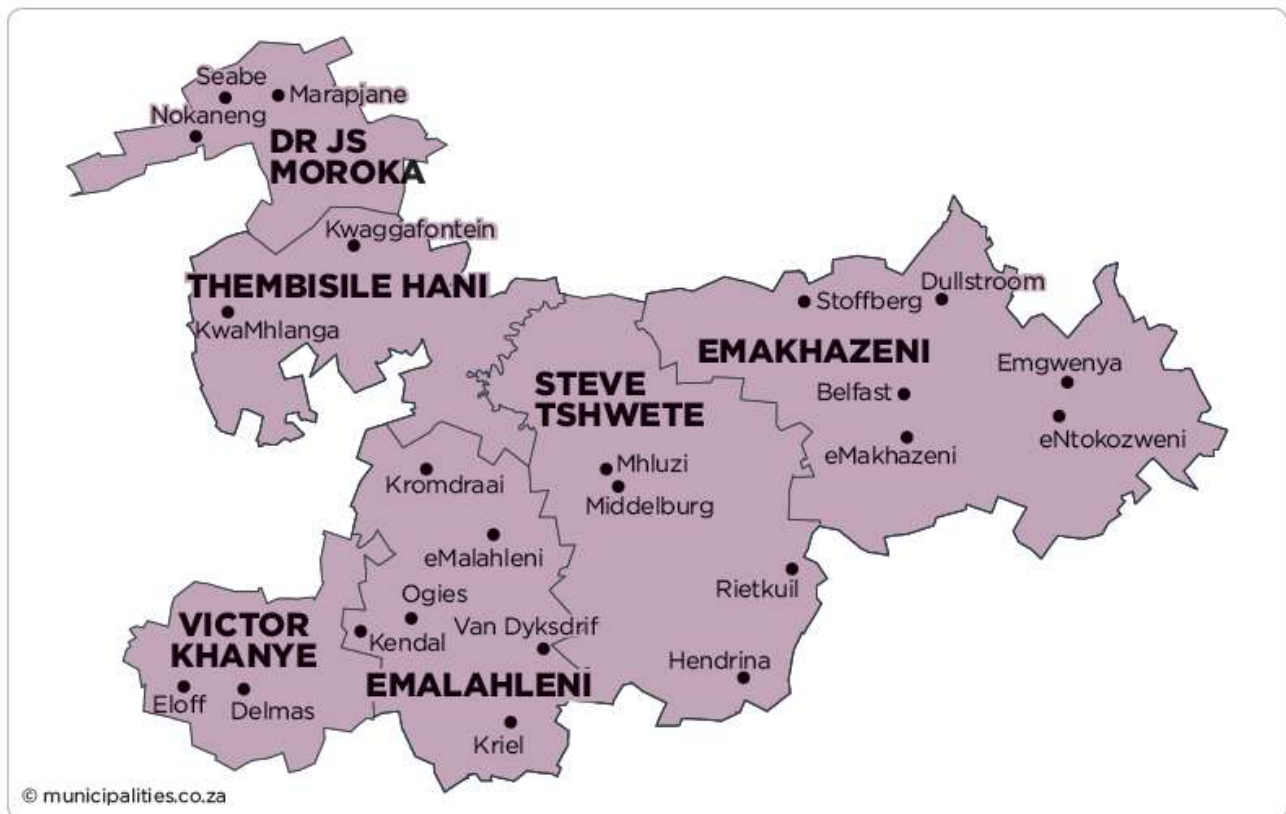 Seabe
Marapjane
Nokaneng
DR JS
MOROKA
Kwaggafontein
THEMBISILE HANI
KwaMhlanga
Dullstroom
Stoffberg
EMAKHAZENI
Emgwenya
STEVE
TSHWETE
Belfast
eNtokozweni
eMakhazeni
Mhluzi
Kromdraai
Middelburg
eMalahleni
Rietkuil
Ogies
VICTOR
KHANYE
Van Dyksdrif
Kendal
Hendrina
EMALAHLENI
Eloff
Delmas
Kriel
© municipalities.co.za